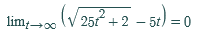 lim_{t→∞} (√(25t² + 2) − 5t) = 0